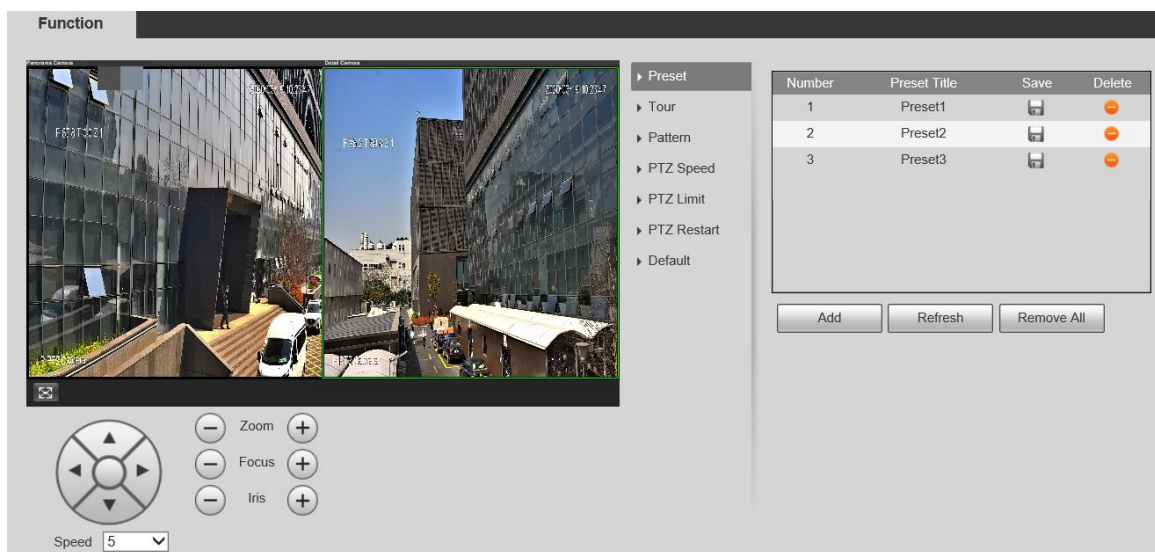 Function
Panorama Camera
Detail Camera
Preset
Tour
Pattern
PTZ Speed
PTZ Limit
PTZ Restart
Default
Number Preset Title Save Delete
1 Preset1
2 Preset2
3 Preset3
Add Refresh Remove All
Zoom
Focus
Iris
Speed 5